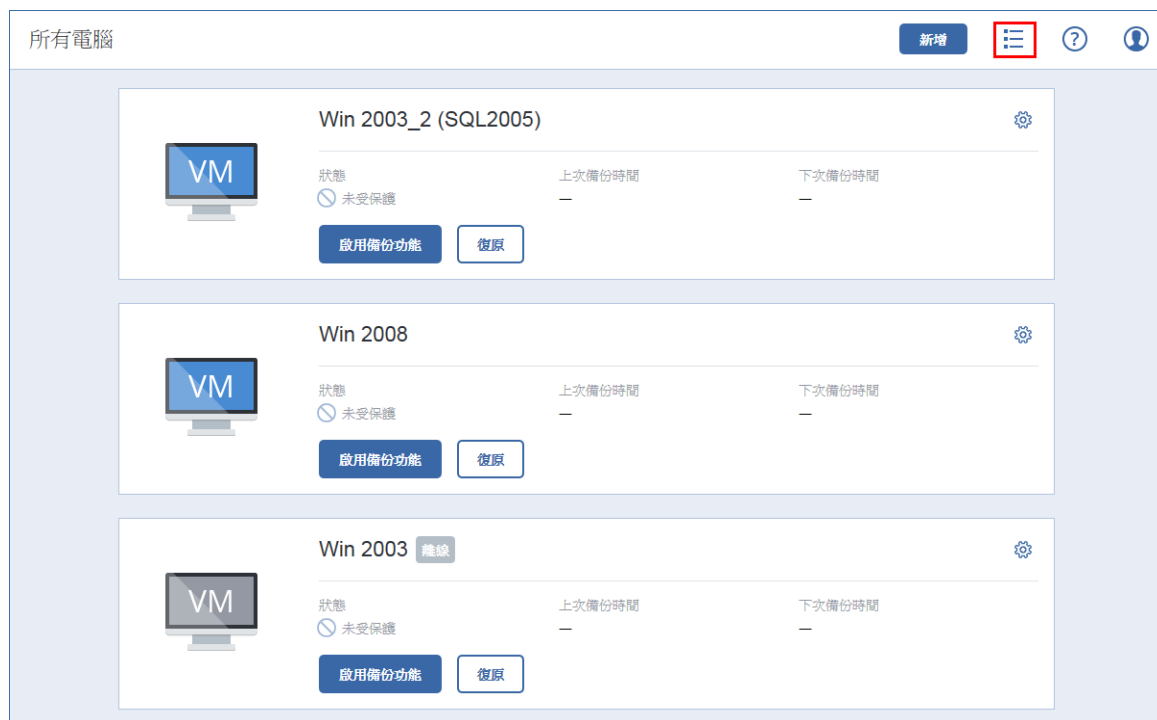 所有電腦
新增
?
Win 2003_2 (SQL2005)
VM
狀態 上次備份時間 下次備份時間
未受保護 — —
啟用備份功能 復原
Win 2008
VM
狀態 上次備份時間 下次備份時間
未受保護 — —
啟用備份功能 復原
Win 2003 離線
VM
狀態 上次備份時間 下次備份時間
未受保護 — —
啟用備份功能 復原